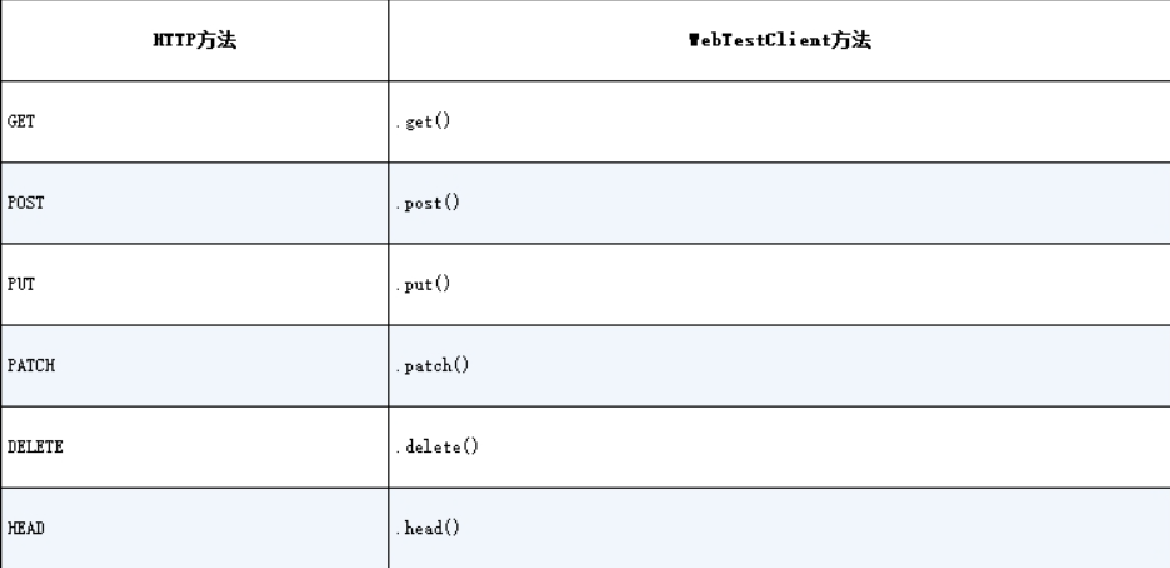 HTTP方法 WebTestClient方法
GET .get()
POST .post()
PUT .put()
PATCH .patch()
DELETE .delete()
HEAD .head()